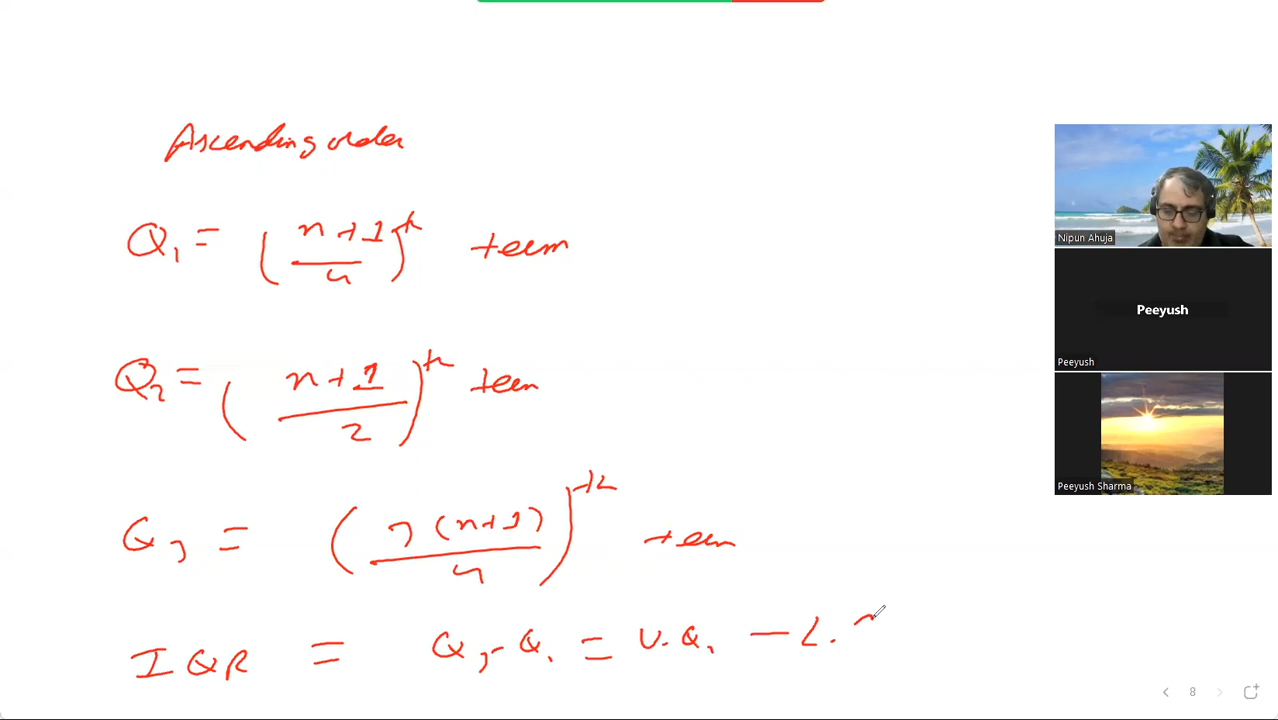 Ascending order
Q₁ = (n+1/4)th term
Q₂ = (n+1/2)th term
Q₃ = (3(n+1)/4)th term
IQR = Q₃ - Q₁ = U.Q. - L.
Nipun Ahuja
Peeyush
Peeyush
Peeyush Sharma
8